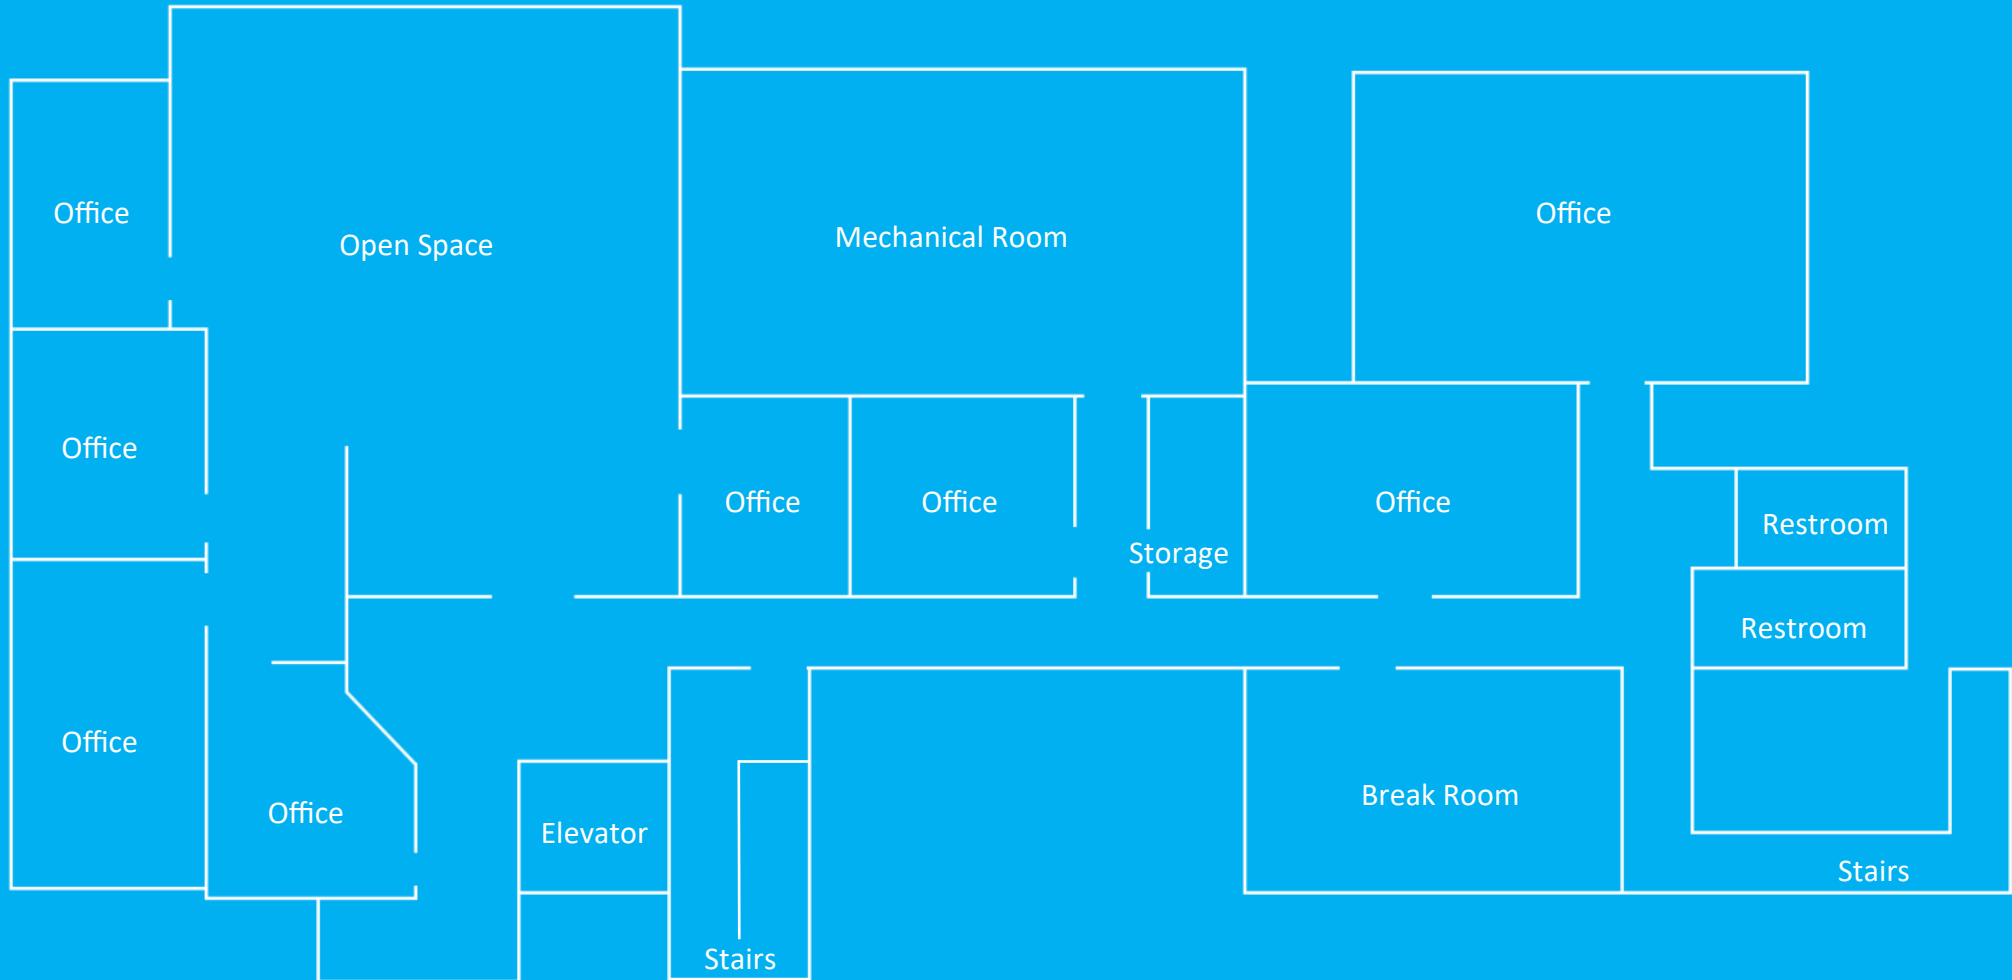 Office
Open Space
Mechanical Room
Office
Office
Office
Office
Office
Storage
Restroom
Restroom
Office
Office
Elevator
Break Room
Stairs
Stairs